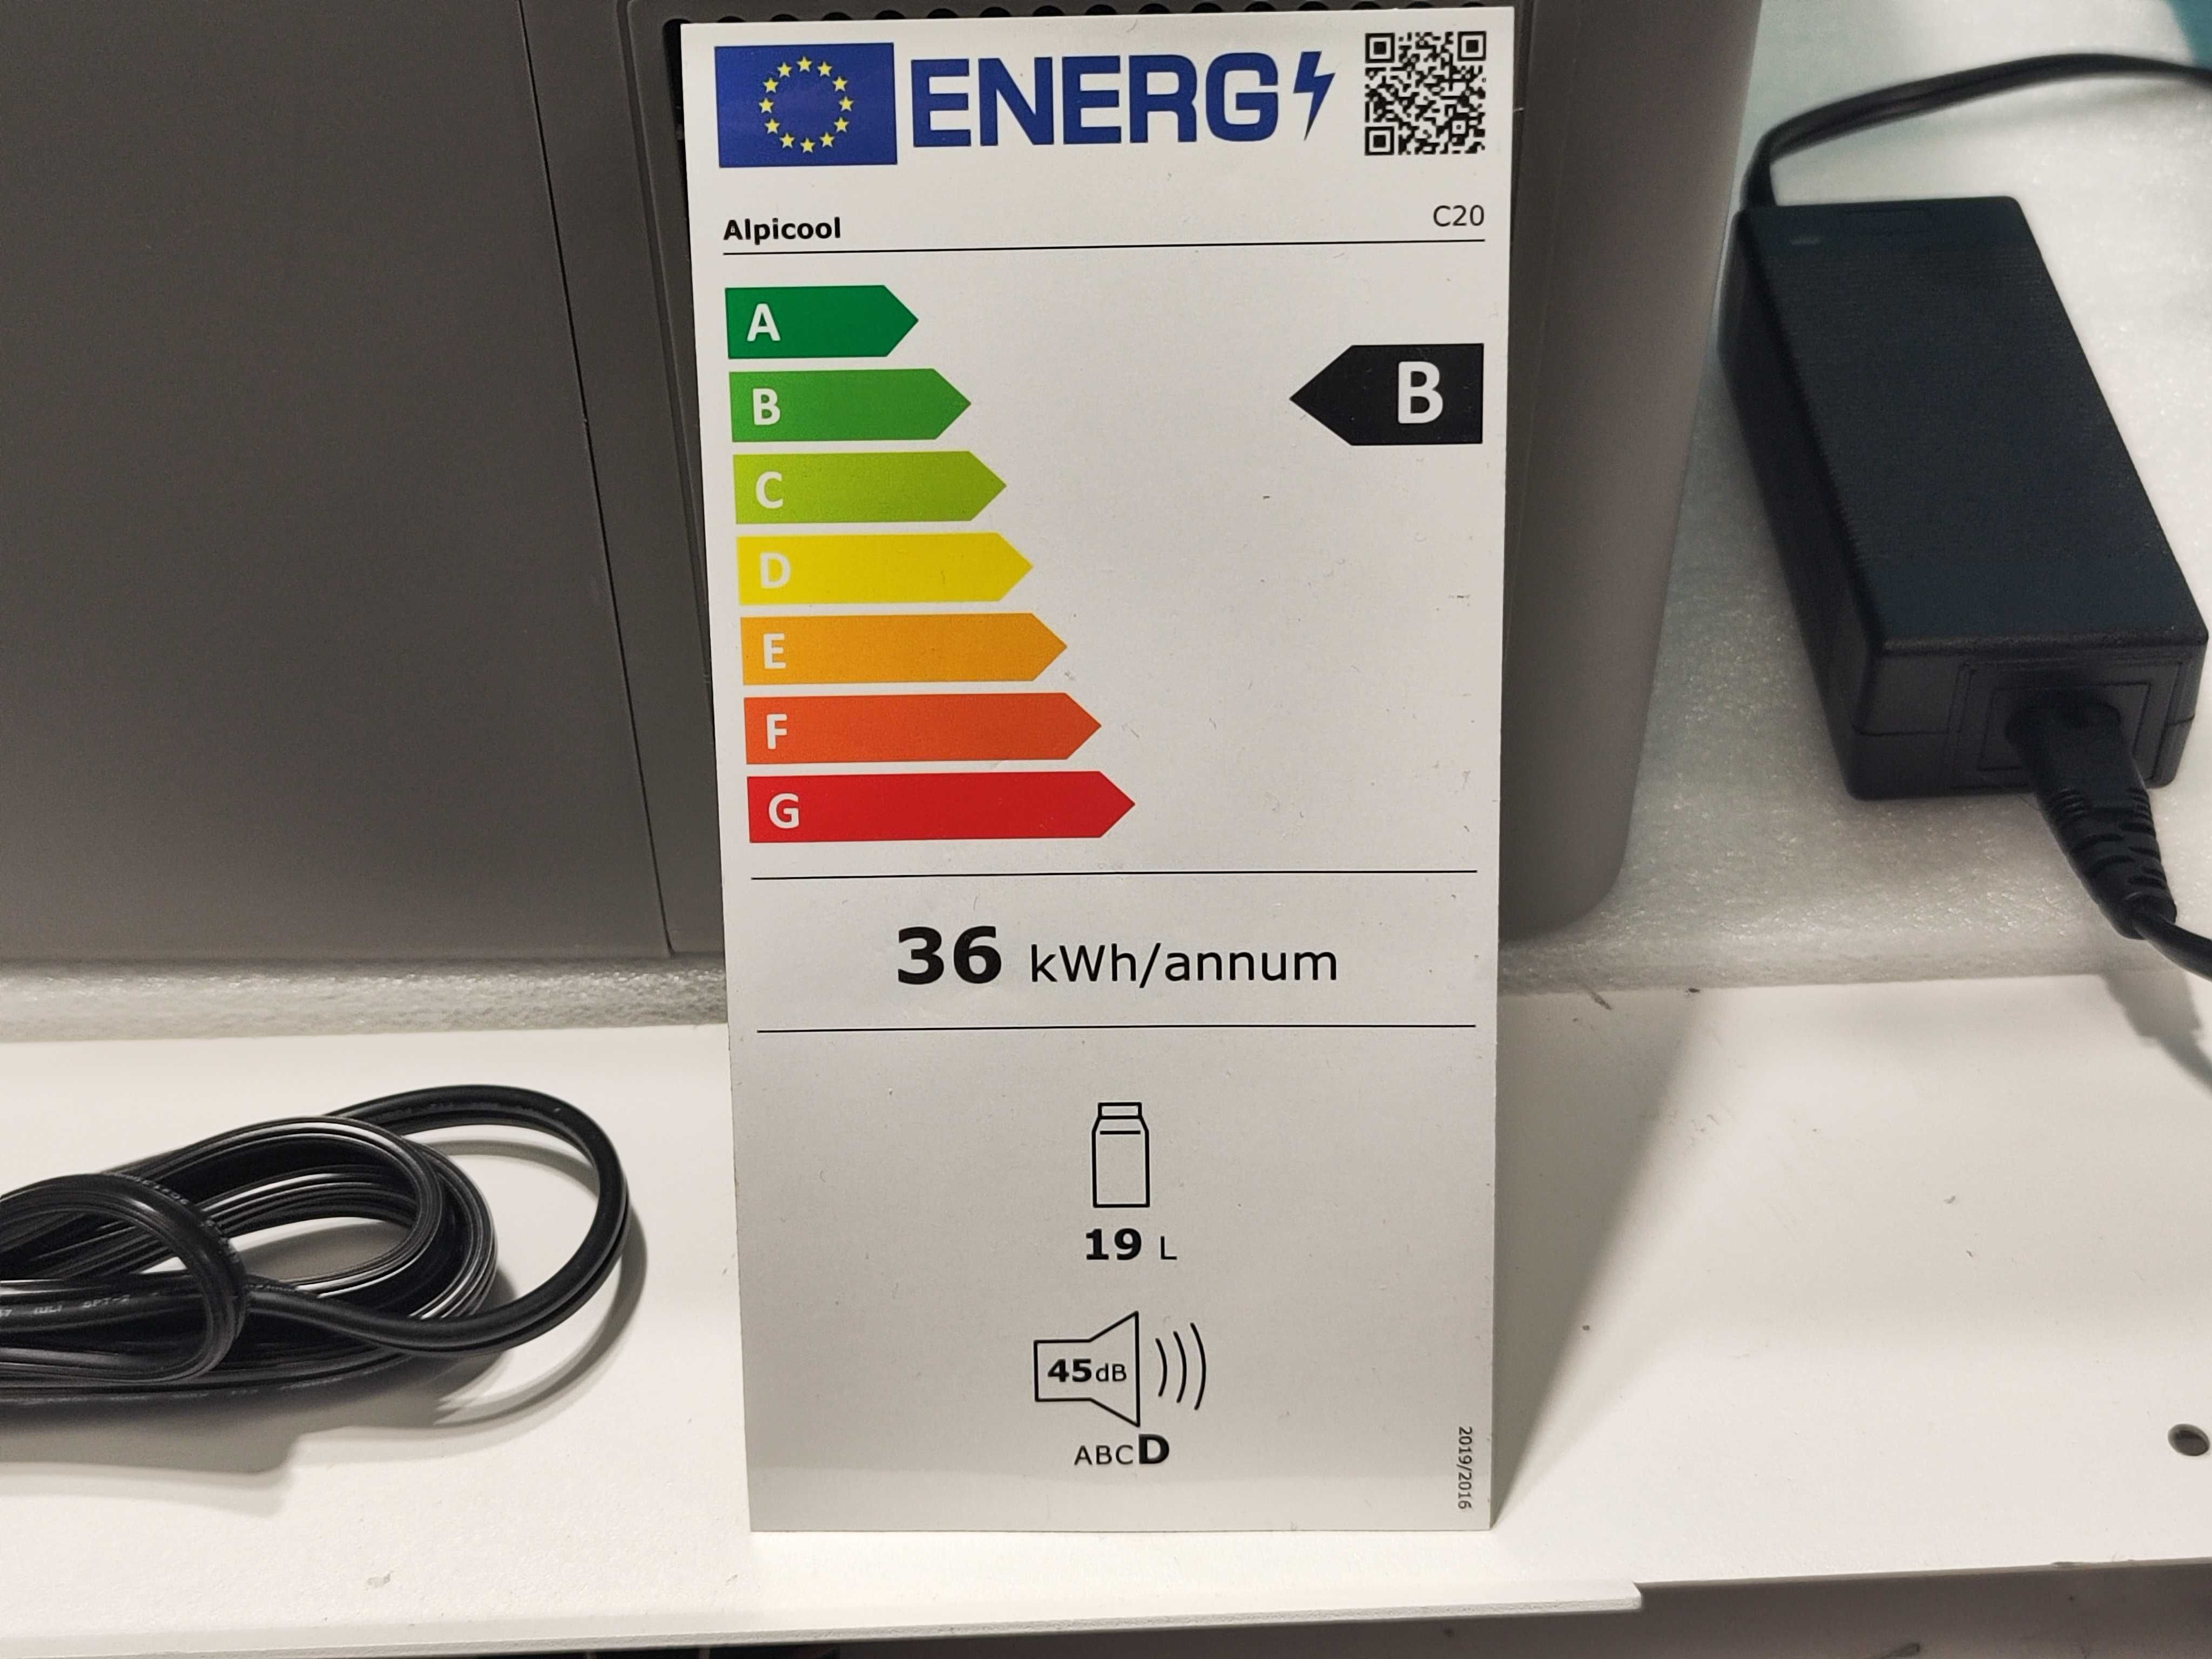 ENERG
Alpicool
C20
A
B
B
C
D
E
F
G
36 kWh/annum
19 L
45dB
ABCD
2019/2016